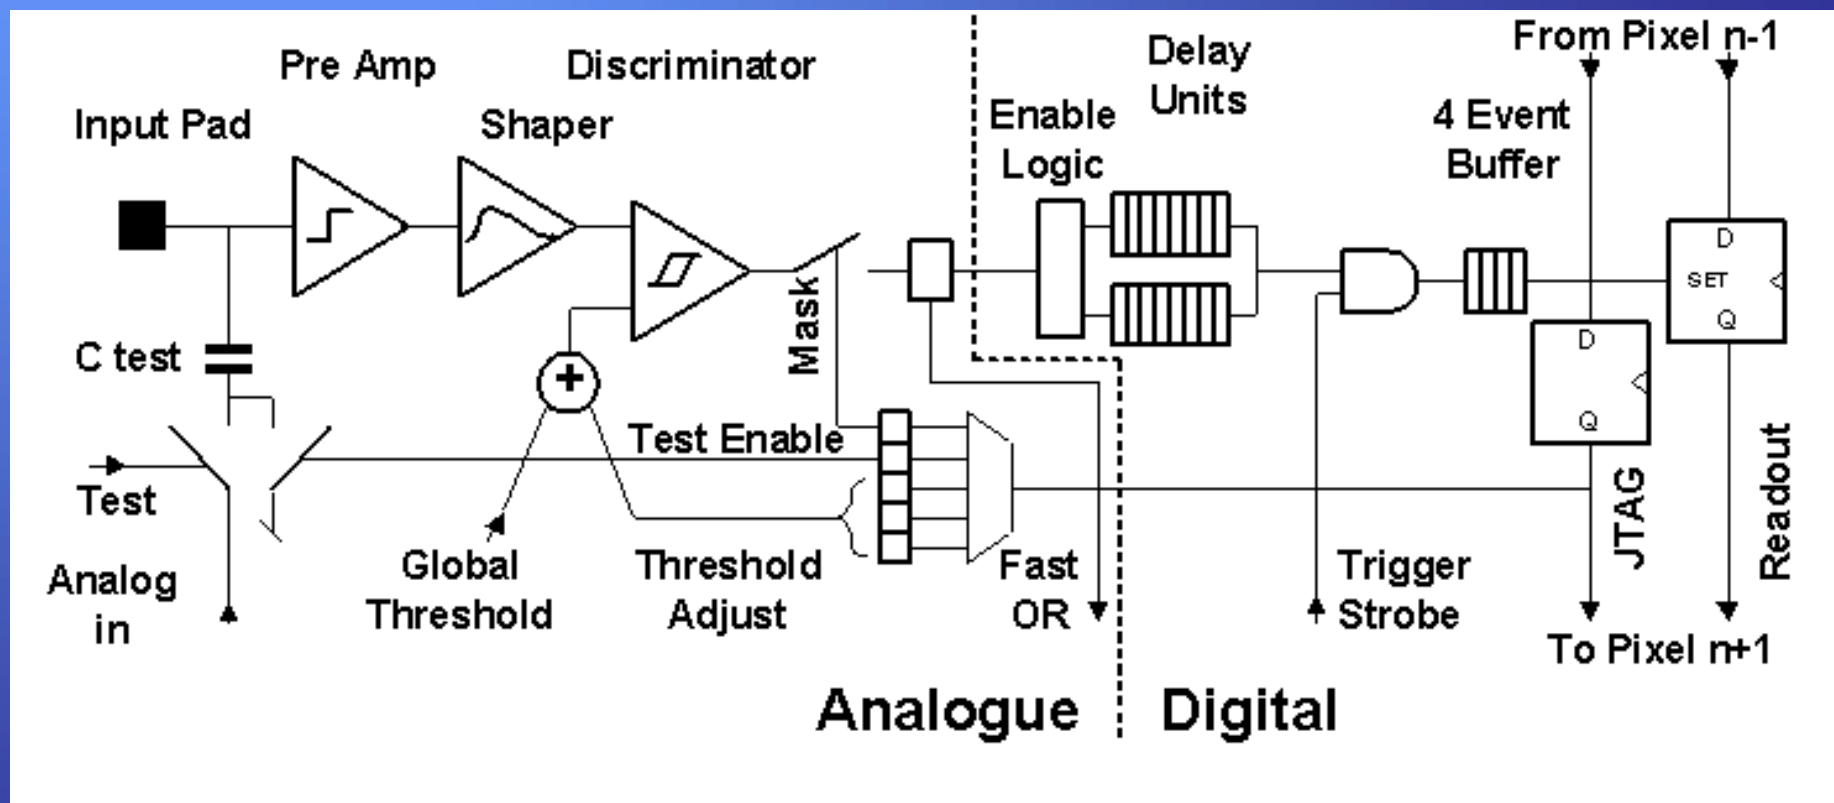 From Pixel n-1
Delay
Units
Pre Amp
Discriminator
Input Pad
Shaper
Enable
Logic
4 Event
Buffer
D
SET
Q
Mask
C test
D
Q
+
Test Enable
Test
JTAG
Readout
Analog
in
Global
Threshold
Threshold
Adjust
Fast
OR
Trigger
Strobe
To Pixel n+1
Analogue
Digital